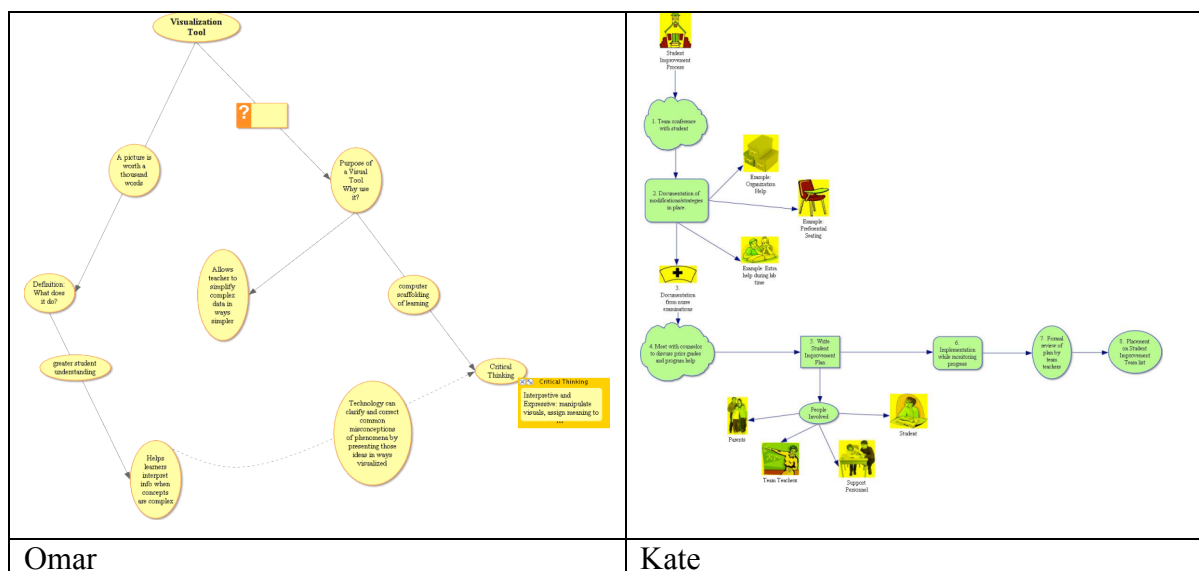 Visualization
Tool
?
A picture is
worth a
thousand
words
Purpose of
a Visual
Tool
Why use
it?
Definition:
What does
it do?
Allows
teacher to
simplify
complex
data in
ways
simpler
computer
scaffolding
of learning
greater student
understanding
Critical
Thinking
Critical Thinking
Interpretive and
Expressive: manipulate
visuals, assign meaning to
...
Technology can
clarify and correct
common
misconceptions
of phenomena by
presenting those
ideas in ways
visualized
Helps
learners
interpret
info when
concepts
are complex
Omar
Student
Improvement
Process
1. Team conference
with student
2. Documentation of
modifications/strategies
in place
Example:
Organization
Help
Example:
Preferential
Seating
Example: Extra
help during lab
time
3.
Documentation
from nurse
examinations
4. Meet with counselor
to discuss prior grades
and program help
5. Write
Student
Improvement
Plan
6.
Implementation
while monitoring
progress
7. Formal
review of
plan by
team
teachers
8. Placement
on Student
Improvement
Team list
People
Involved
Parents
Team Teachers
Support
Personnel
Student
Kate